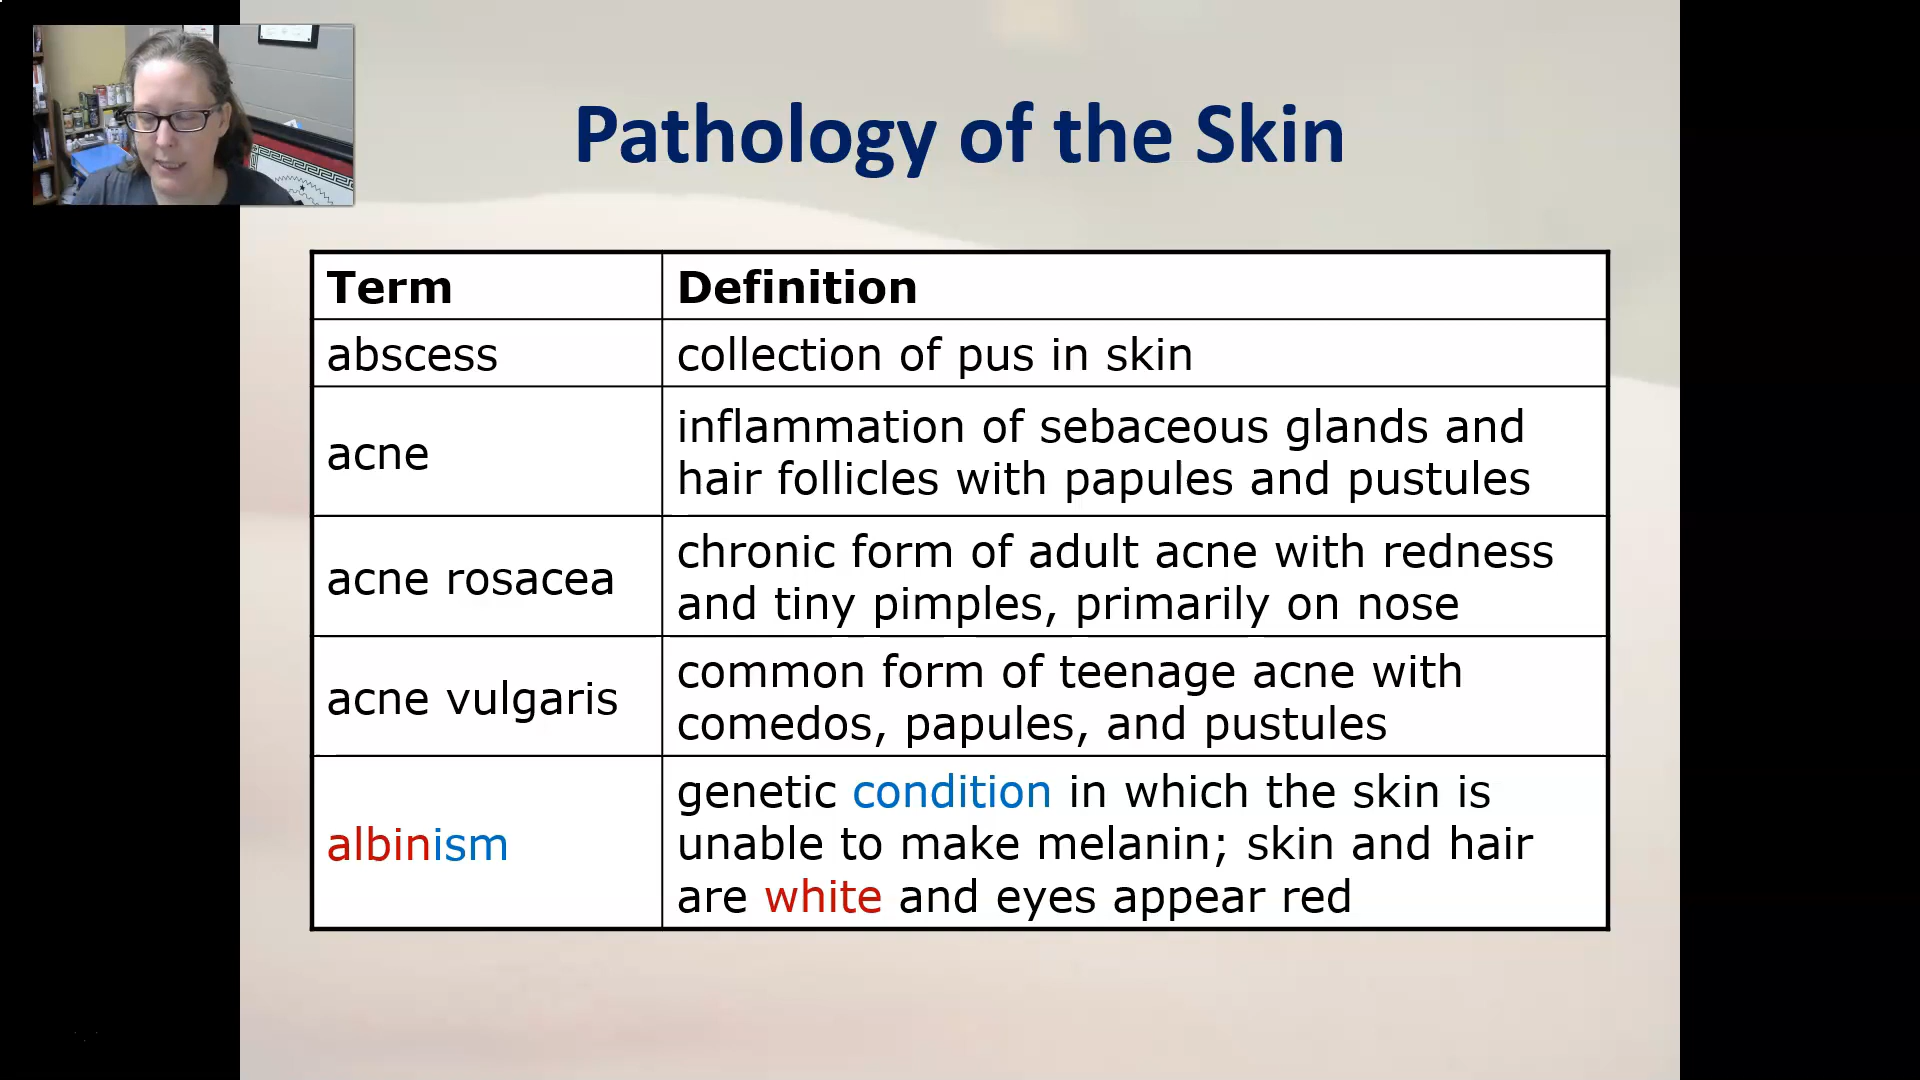 Pathology of the Skin
Term
Definition
abscess
collection of pus in skin
acne
inflammation of sebaceous glands and
hair follicles with papules and pustules
acne rosacea
chronic form of adult acne with redness
and tiny pimples, primarily on nose
acne vulgaris
common form of teenage acne with
comedos, papules, and pustules
albinism
genetic condition in which the skin is
unable to make melanin; skin and hair
are white and eyes appear red